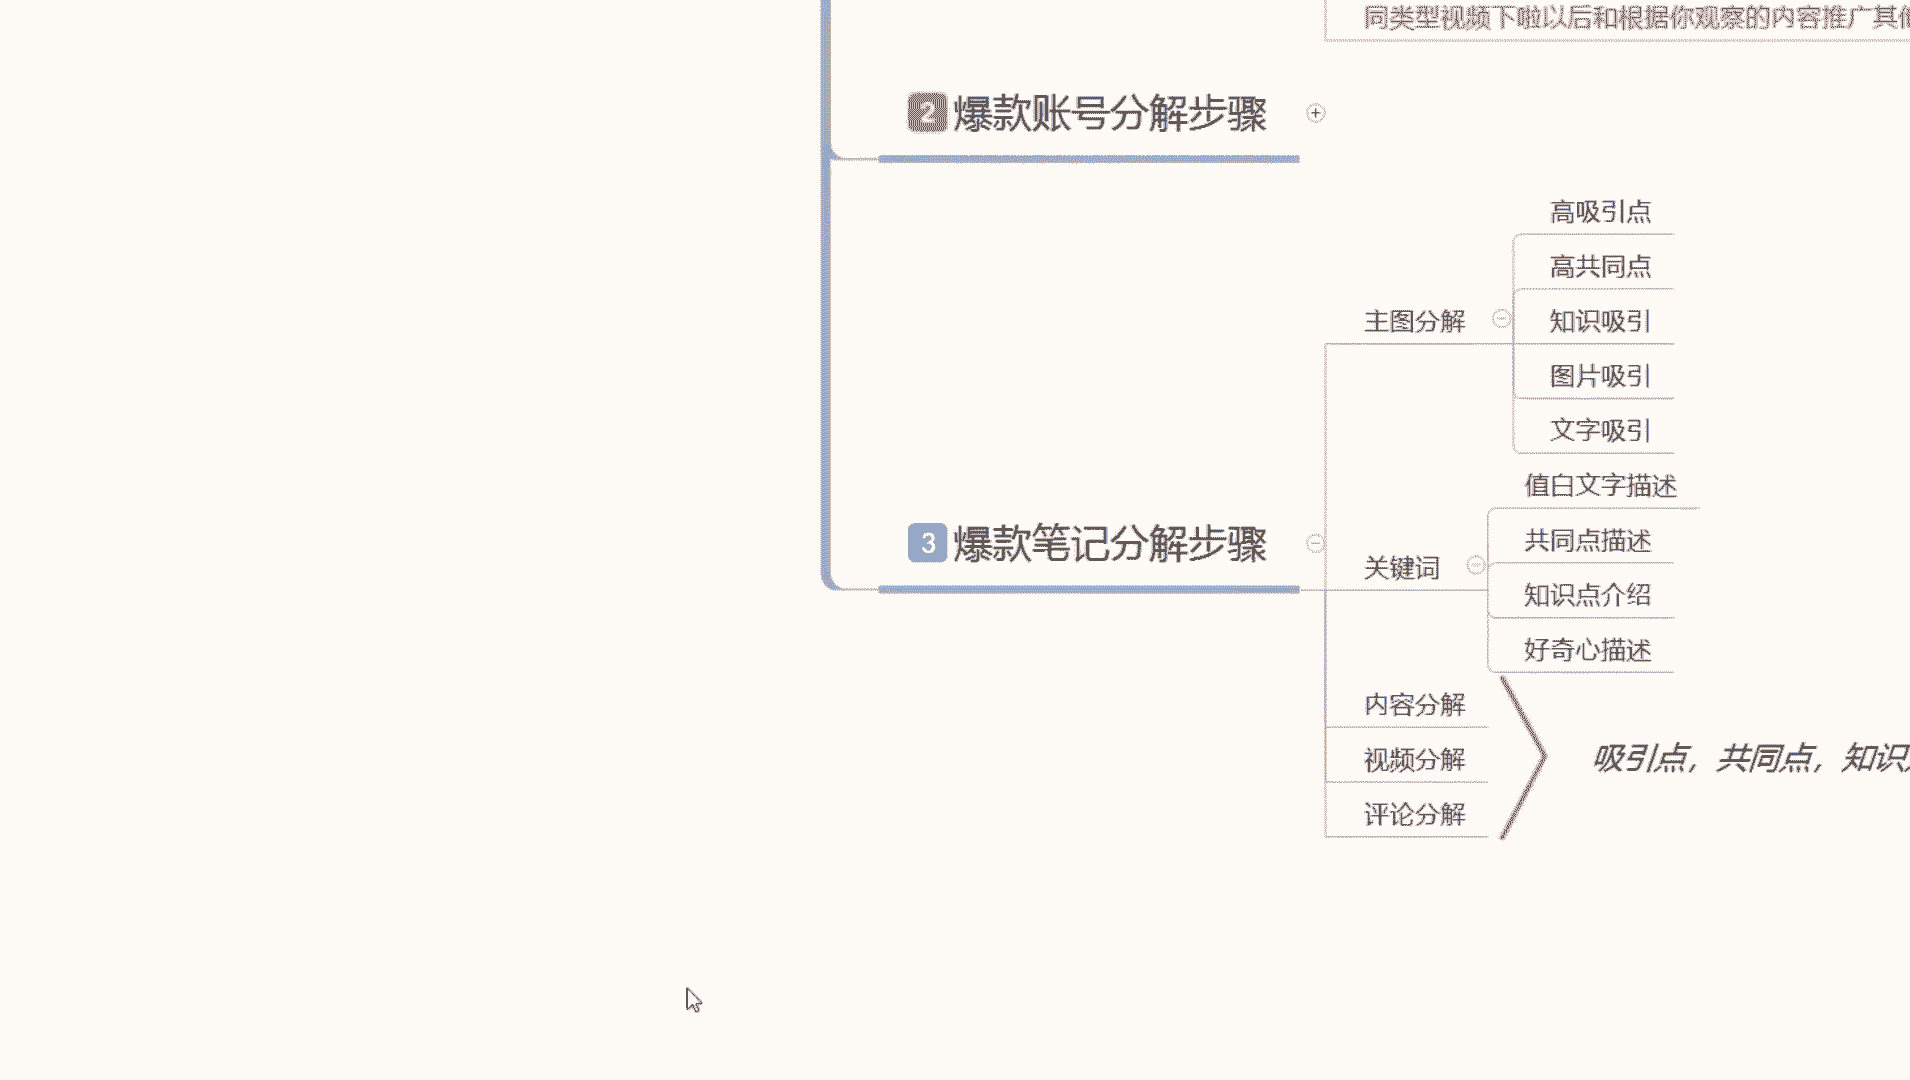 同类型视频下啦以后和根据你观察的内容推广其
2 爆款账号分解步骤
高吸引点
高共同点
主图分解
知识吸引
图片吸引
文字吸引
3 爆款笔记分解步骤
关键词
值白文字描述
共同点描述
知识点介绍
好奇心描述
内容分解
视频分解
评论分解
吸引点，共同点，知识